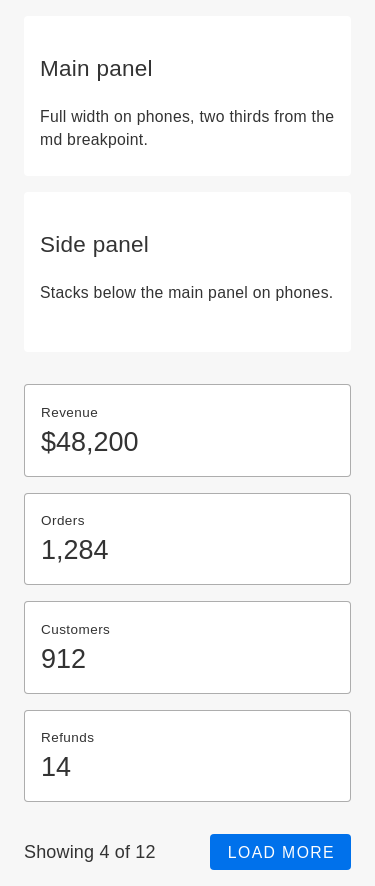 Main panel
Full width on phones, two thirds from the
md breakpoint.
Side panel
Stacks below the main panel on phones.
Revenue
$48,200
Orders
1,284
Customers
912
Refunds
14
Showing 4 of 12
LOAD MORE